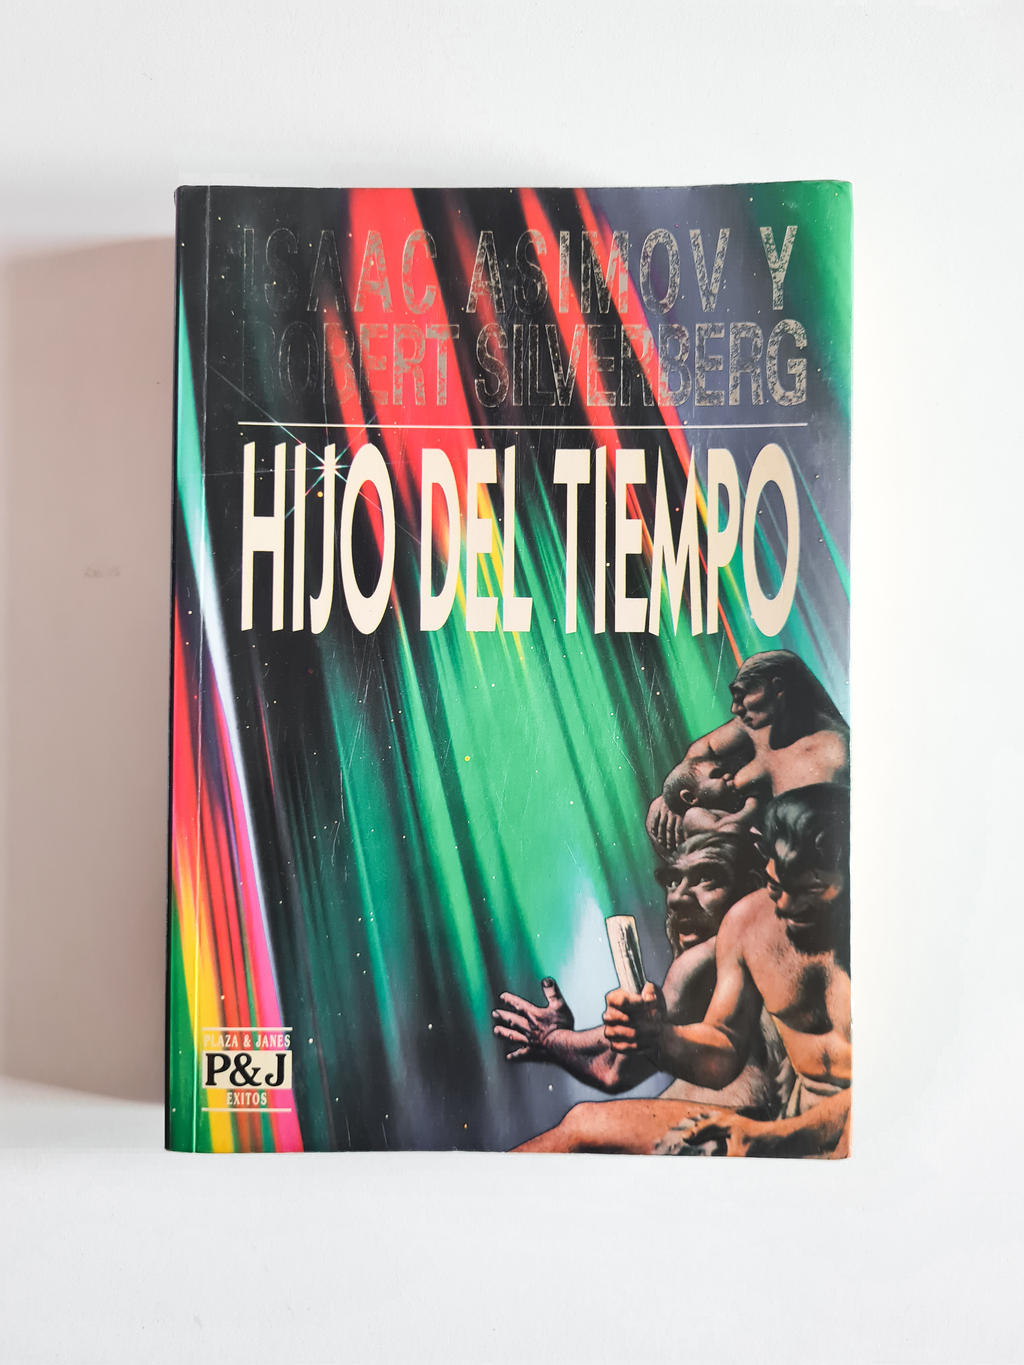 ISAAC ASIMOV Y
ROBERT SILVERBERG
HIJO DEL TIEMPO
PLAZA & JANES
P&J
EXITOS